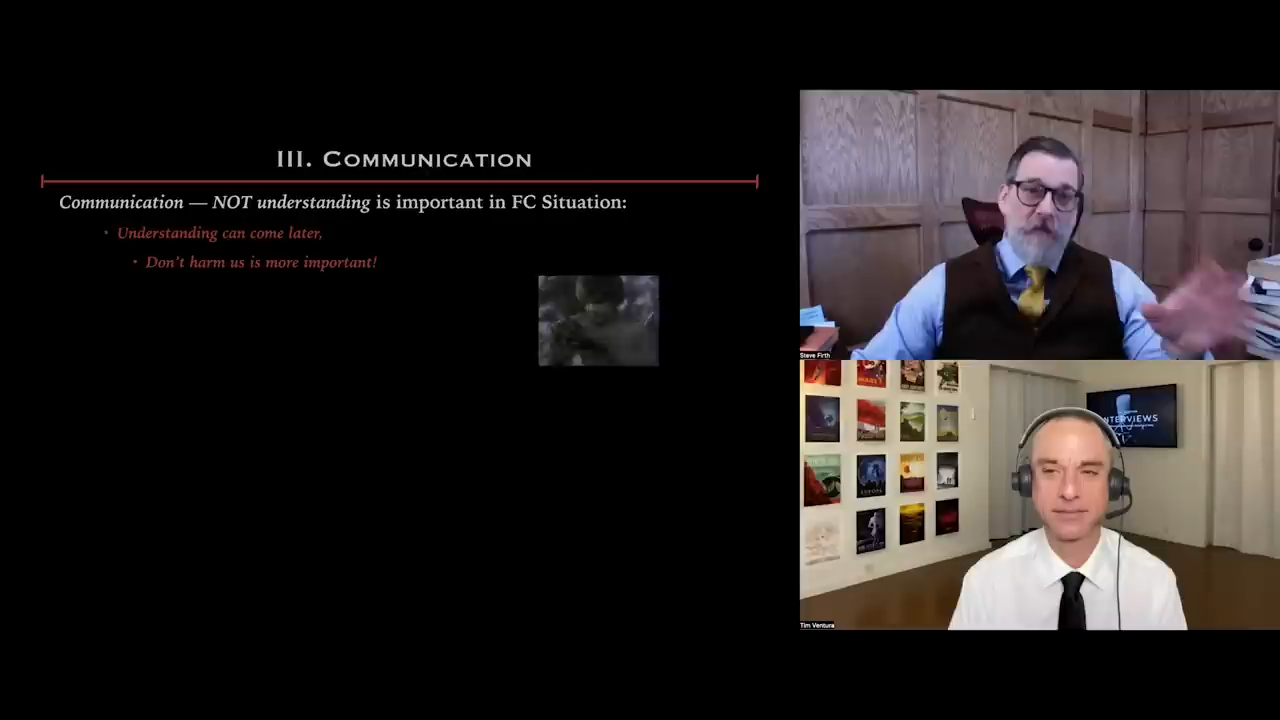 III. Communication
Communication — NOT understanding is important in FC Situation:
• Understanding can come later,
• Don't harm us is more important!
Steve Firth
INTERVIEWS
Tim Ventura